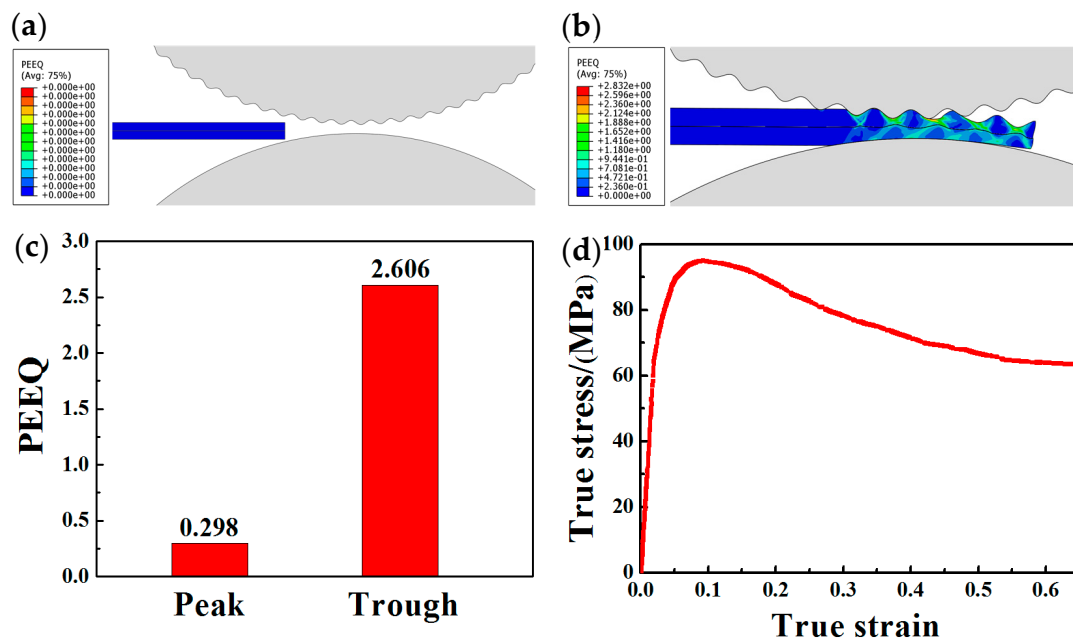 (a)
PEEQ
(Avg: 75%)
+0.000e+00
+0.000e+00
+0.000e+00
+0.000e+00
+0.000e+00
+0.000e+00
+0.000e+00
+0.000e+00
+0.000e+00
+0.000e+00
+0.000e+00
+0.000e+00
+0.000e+00
(b)
PEEQ
(Avg: 75%)
+2.832e+00
+2.596e+00
+2.360e+00
+2.124e+00
+1.888e+00
+1.652e+00
+1.416e+00
+1.180e+00
+9.441e-01
+7.081e-01
+4.721e-01
+2.360e-01
+0.000e+00
(c)
PEEQ
3.0
2.5
2.0
1.5
1.0
0.5
0.0
0.298
2.606
Peak
Trough
(d)
True stress/(MPa)
100
80
60
40
20
0
0.0
0.1
0.2
0.3
0.4
0.5
0.6
True strain